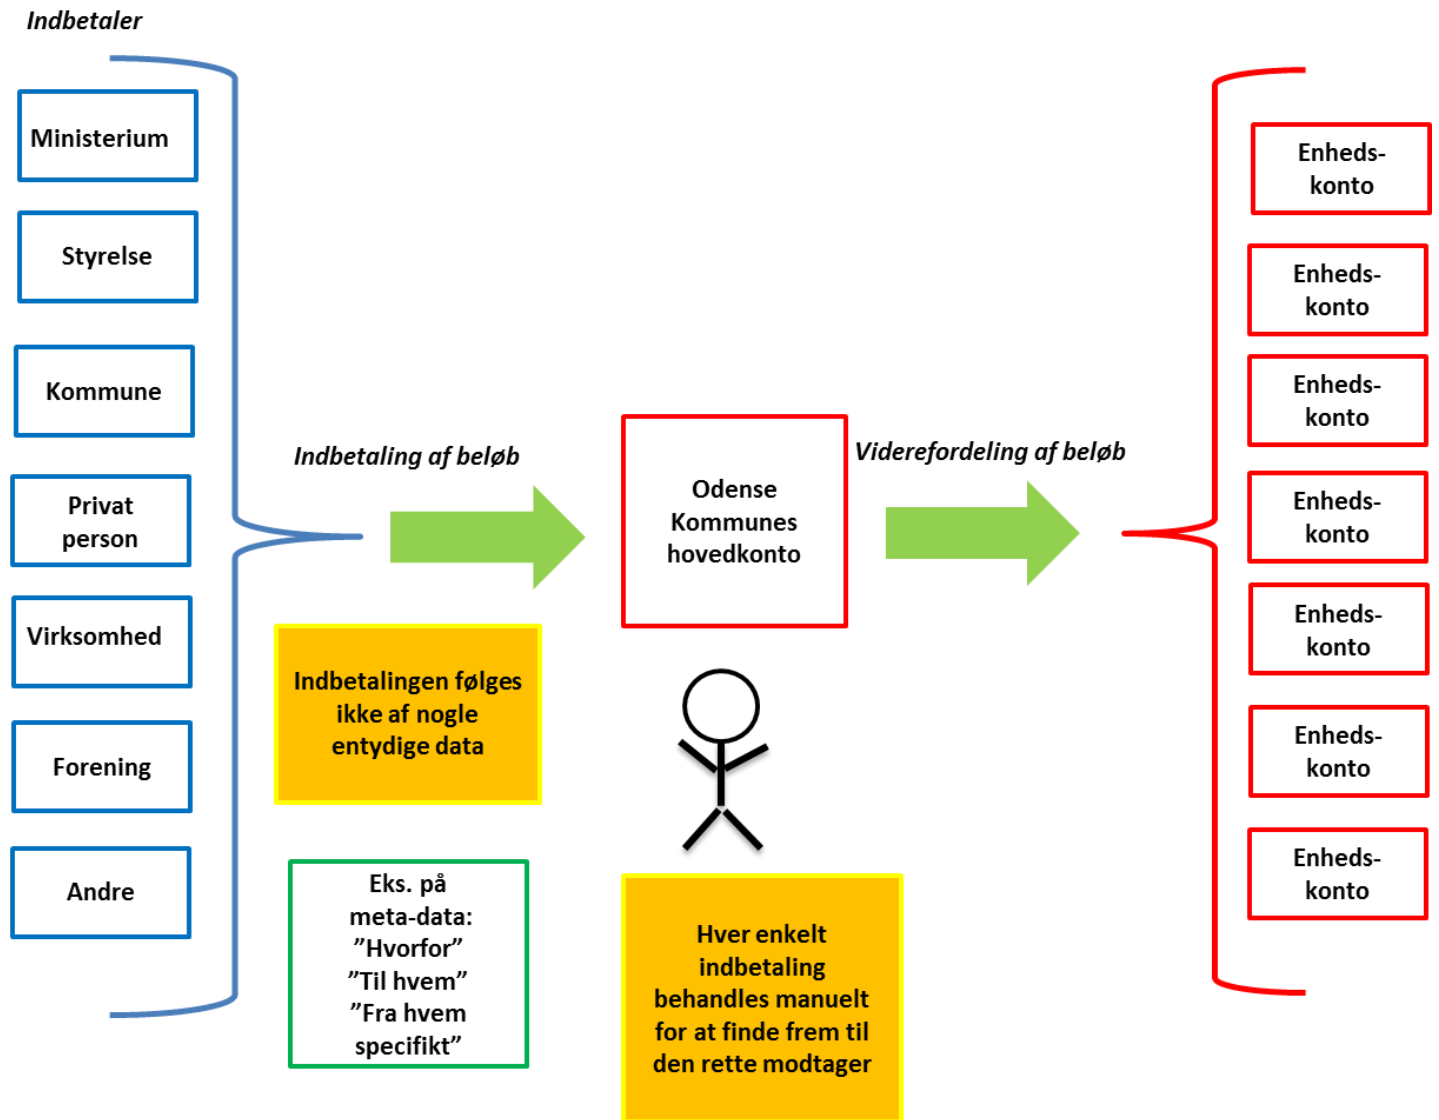 Indbetaler
Ministerium
Styrelse
Kommune
Privat
person
Virksomhed
Forening
Andre
Indbetaling af beløb
Indbetalingen følges
ikke af nogle
entydige data
Eks. på
meta-data:
”Hvorfor”
”Til hvem”
”Fra hvem
specifikt”
Odense
Kommunes
hovedkonto
Hver enkelt
indbetaling
behandles manuelt
for at finde frem til
den rette modtager
Viderefordeling af beløb
Enheds-
konto
Enheds-
konto
Enheds-
konto
Enheds-
konto
Enheds-
konto
Enheds-
konto
Enheds-
konto